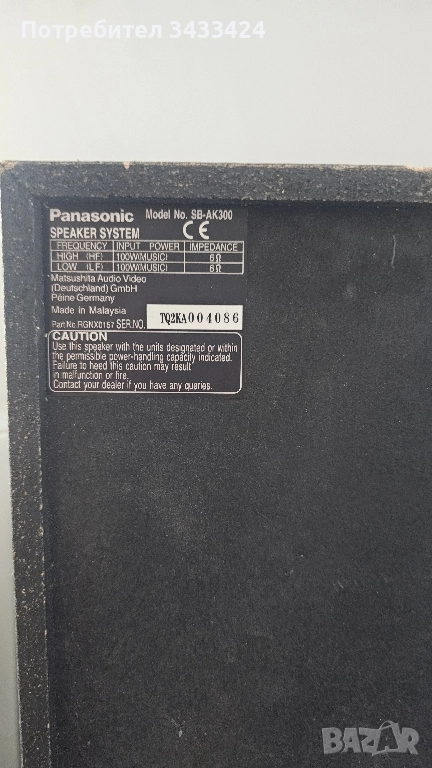 Потребител 3433424
Panasonic Model No. SB-AK300
SPEAKER SYSTEM CE
FREQUENCY INPUT POWER IMPEDANCE
HIGH (HF) 100W(MUSIC) 6Ω
LOW (LF) 100W(MUSIC) 6Ω
Matsushita Audio Video
(Deutschland) GmbH
Peine Germany
Made in Malaysia
Part No. RGNX0157 SER.NO. TQ2KA004086
CAUTION
Use this speaker with the units designated or within
the permissible power-handling capacity indicated.
Failure to heed this caution may result
in malfunction or fire.
Contact your dealer if you have any queries.
BAZAR